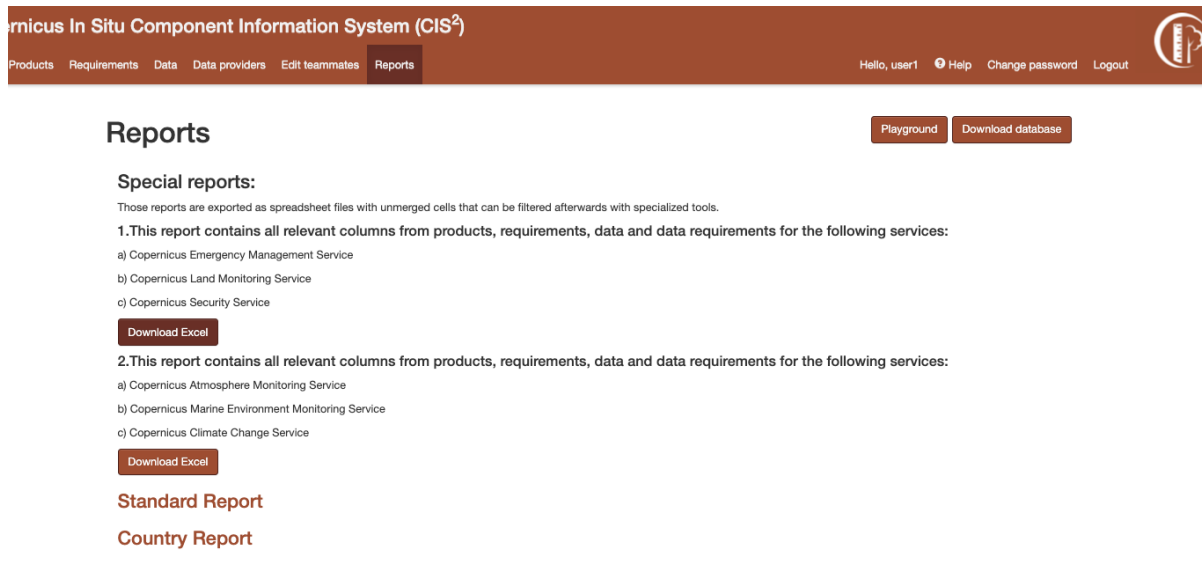 rnicus In Situ Component Information System (CIS²)
Products Requirements Data Data providers Edit teammates Reports Hello, user1 Help Change password Logout
Reports Playground Download database
Special reports:
Those reports are exported as spreadsheet files with unmerged cells that can be filtered afterwards with specialized tools.
1.This report contains all relevant columns from products, requirements, data and data requirements for the following services:
a) Copernicus Emergency Management Service
b) Copernicus Land Monitoring Service
c) Copernicus Security Service
Download Excel
2.This report contains all relevant columns from products, requirements, data and data requirements for the following services:
a) Copernicus Atmosphere Monitoring Service
b) Copernicus Marine Environment Monitoring Service
c) Copernicus Climate Change Service
Download Excel
Standard Report
Country Report